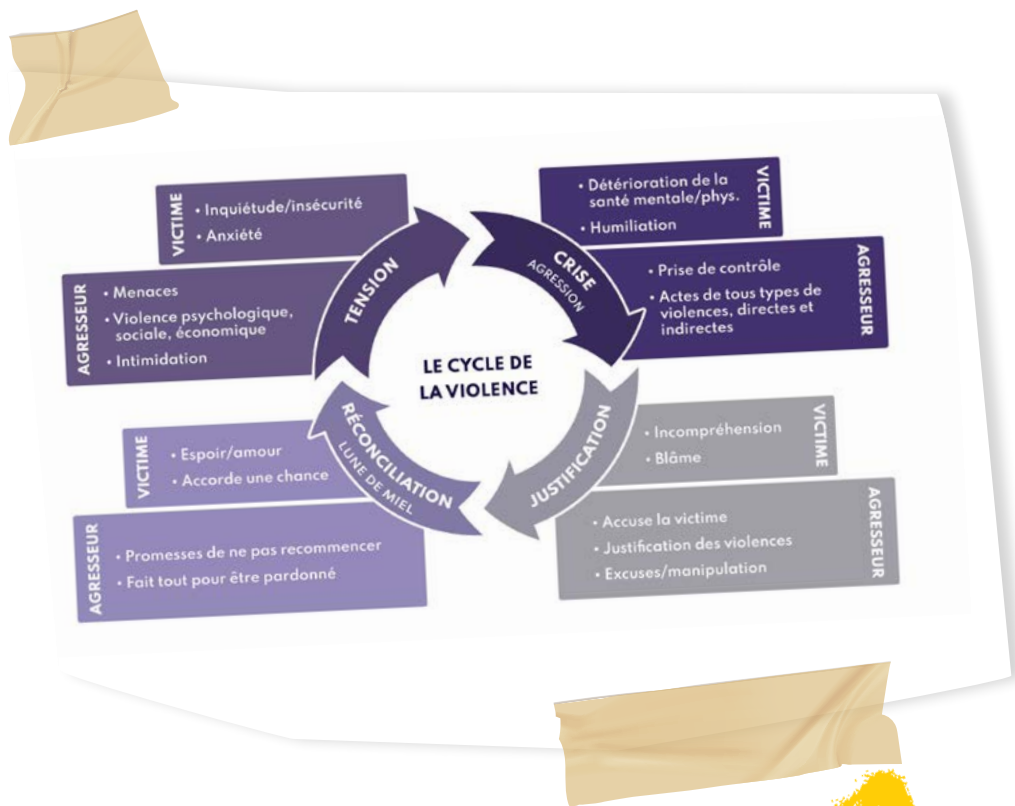 LE CYCLE DE
LA VIOLENCE
TENSION
VICTIME
• Inquiétude/insécurité
• Anxiété
AGRESSEUR
• Menaces
• Violence psychologique,
sociale, économique
• Intimidation
CRISE
AGRESSION
VICTIME
• Détérioration de la
santé mentale/phys.
• Humiliation
AGRESSEUR
• Prise de contrôle
• Actes de tous types de
violences, directes et
indirectes
JUSTIFICATION
VICTIME
• Incompréhension
• Blâme
AGRESSEUR
• Accuse la victime
• Justification des violences
• Excuses/manipulation
RÉCONCILIATION
LUNE DE MIEL
VICTIME
• Espoir/amour
• Accorde une chance
AGRESSEUR
• Promesses de ne pas recommencer
• Fait tout pour être pardonné